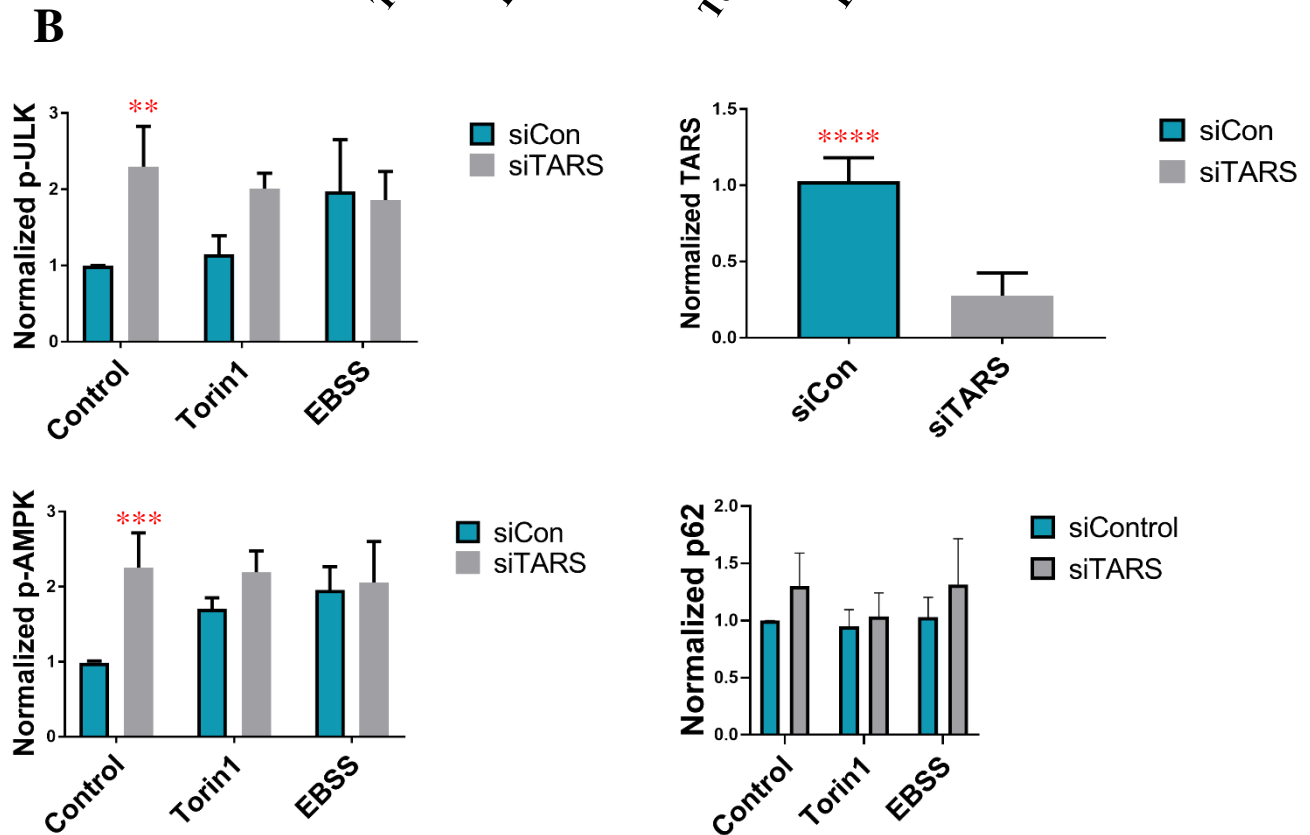 B
Normalized p-ULK
3
2
1
0
**
Control
Torin1
EBSS
siCon
siTARS
Normalized TARS
1.5
1.0
0.5
0.0
****
siCon
siTARS
siCon
siTARS
Normalized p-AMPK
3
2
1
0
***
Control
Torin1
EBSS
siCon
siTARS
Normalized p62
2.0
1.5
1.0
0.5
0.0
Control
Torin1
EBSS
siControl
siTARS